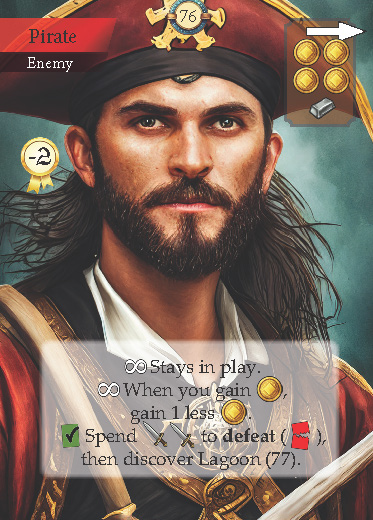 76
Pirate
Enemy
-2
∞ Stays in play.
∞ When you gain ,
gain 1 less .
Spend to defeat ( ),
then discover Lagoon (77).